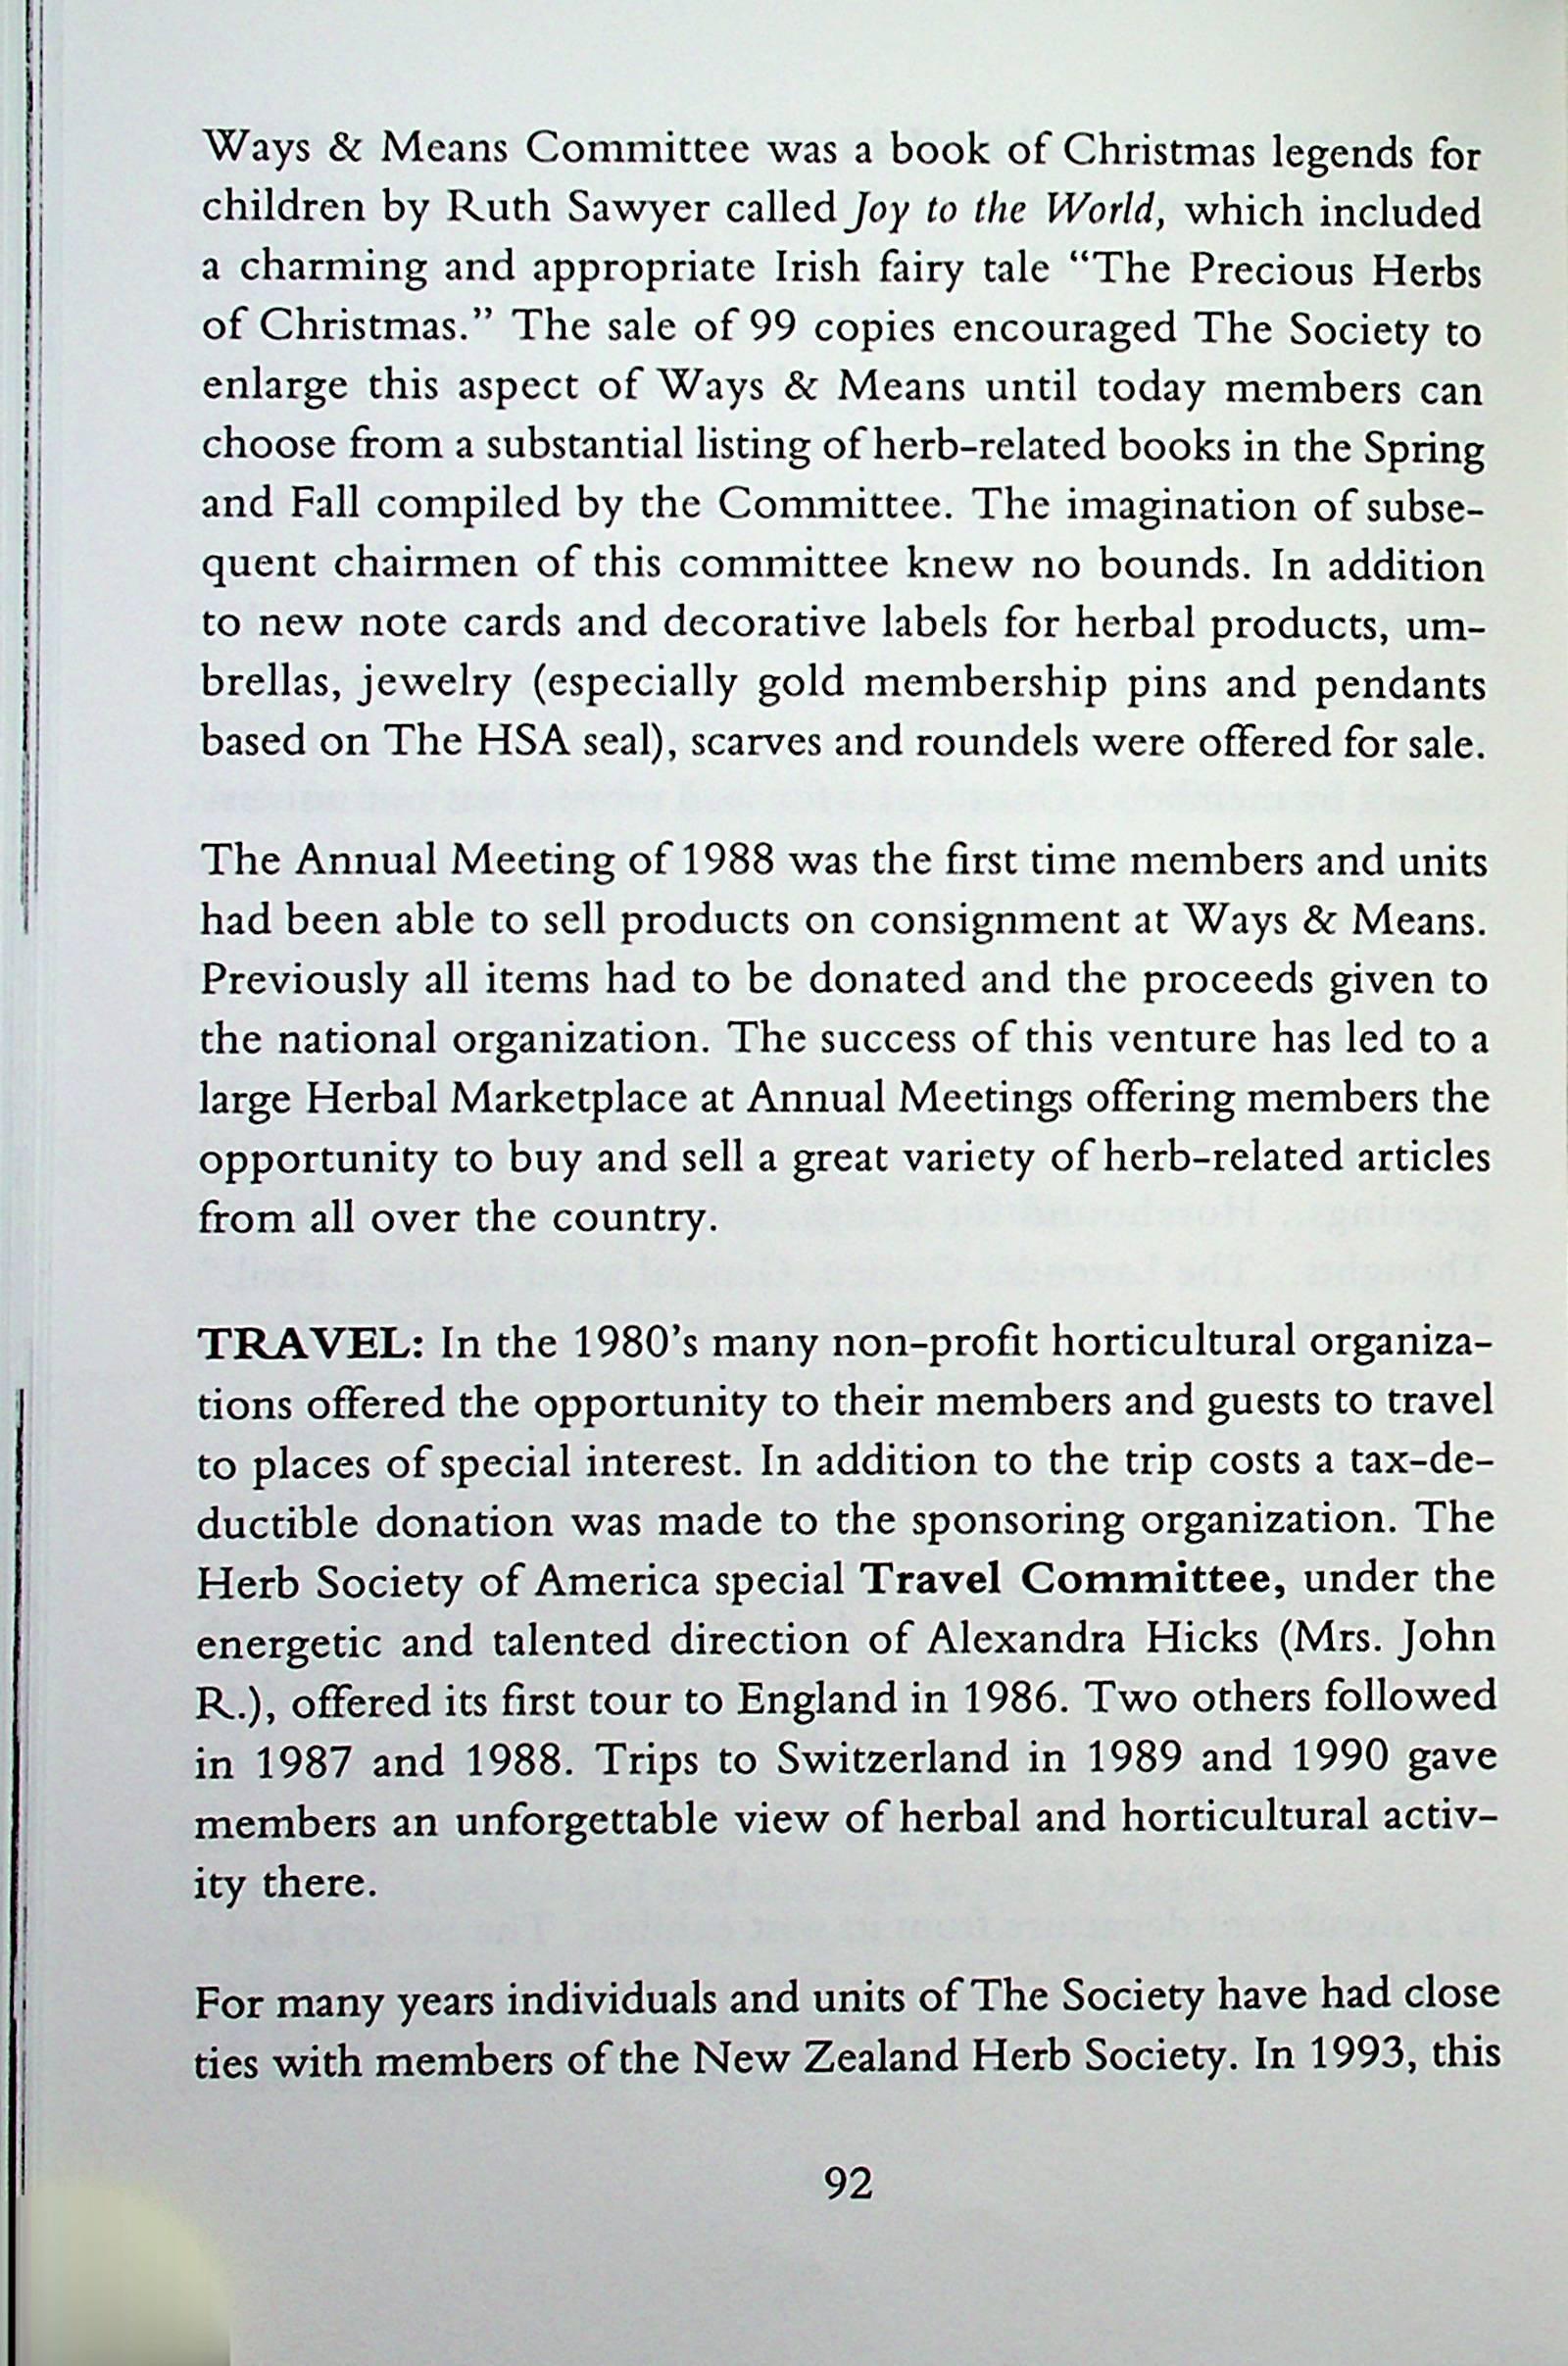 Ways & Means Committee was a book of Christmas legends for
children by Ruth Sawyer called Joy to the World, which included
a charming and appropriate Irish fairy tale “The Precious Herbs
of Christmas.” The sale of 99 copies encouraged The Society to
enlarge this aspect of Ways & Means until today members can
choose from a substantial listing of herb-related books in the Spring
and Fall compiled by the Committee. The imagination of subse-
quent chairmen of this committee knew no bounds. In addition
to new note cards and decorative labels for herbal products, um-
brellas, jewelry (especially gold membership pins and pendants
based on The HSA seal), scarves and roundels were offered for sale.
The Annual Meeting of 1988 was the first time members and units
had been able to sell products on consignment at Ways & Means.
Previously all items had to be donated and the proceeds given to
the national organization. The success of this venture has led to a
large Herbal Marketplace at Annual Meetings offering members the
opportunity to buy and sell a great variety of herb-related articles
from all over the country.
TRAVEL: In the 1980’s many non-profit horticultural organiza-
tions offered the opportunity to their members and guests to travel
to places of special interest. In addition to the trip costs a tax-de-
ductible donation was made to the sponsoring organization. The
Herb Society of America special Travel Committee, under the
energetic and talented direction of Alexandra Hicks (Mrs. John
R.), offered its first tour to England in 1986. Two others followed
in 1987 and 1988. Trips to Switzerland in 1989 and 1990 gave
members an unforgettable view of herbal and horticultural activ-
ity there.
For many years individuals and units of The Society have had close
ties with members of the New Zealand Herb Society. In 1993, this
92